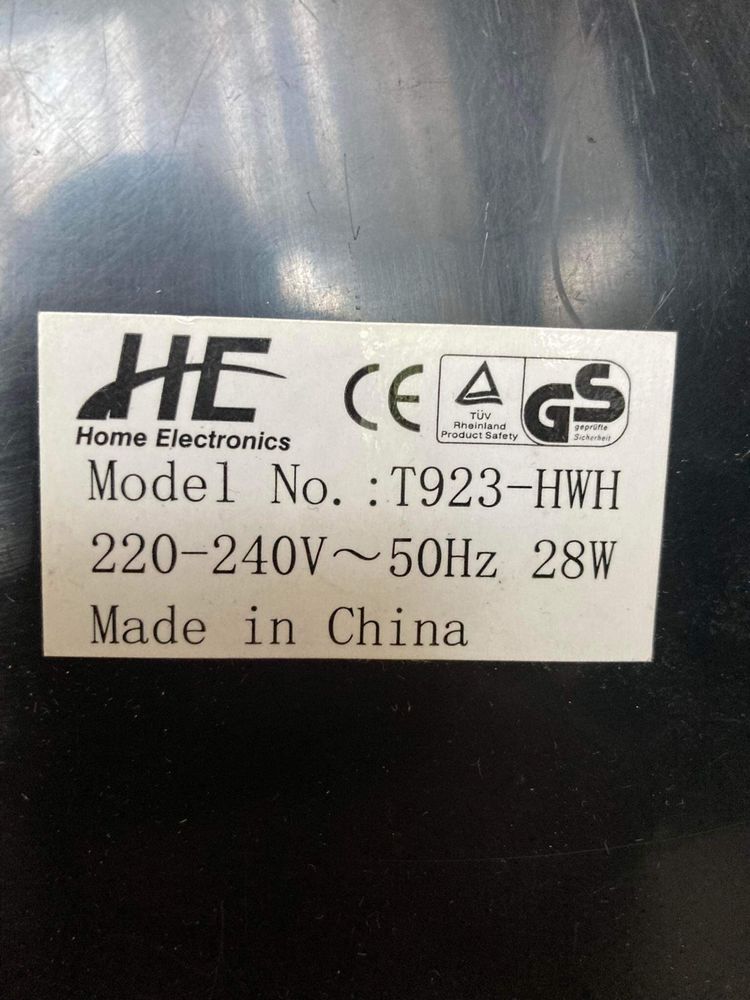 HE
Home Electronics
CE
TÜV
Rheinland
Product Safety
GS
geprüfte
Sicherheit
Model No.:T923-HWH
220-240V～50Hz 28W
Made in China